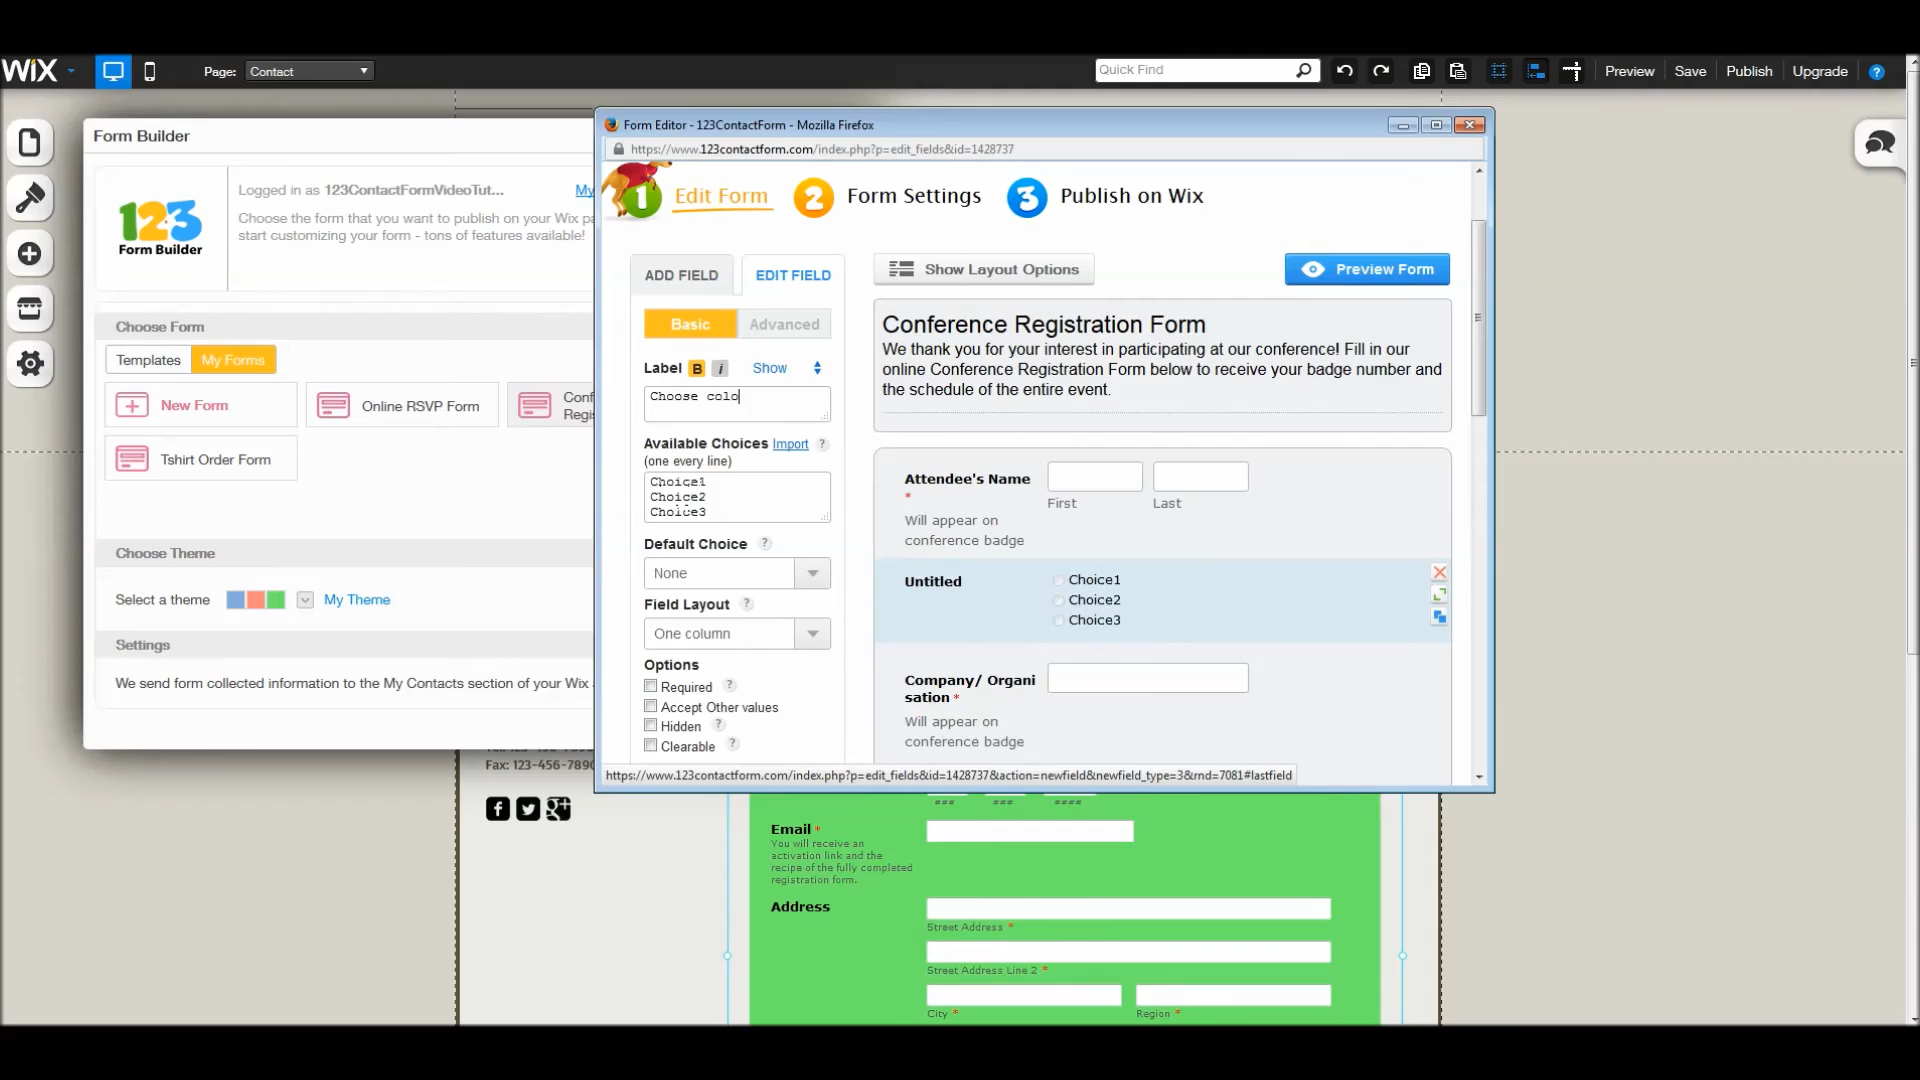 WiX
Page:
Contact
Quick Find
Preview
Save
Publish
Upgrade
?
Form Builder
123
Form Builder
Logged in as 123ContactFormVideoTut...
My
Choose the form that you want to publish on your Wix pa
start customizing your form - tons of features available!
Choose Form
Templates
My Forms
New Form
Online RSVP Form
Conf
Regis
Tshirt Order Form
Choose Theme
Select a theme
My Theme
Settings
We send form collected information to the My Contacts section of your Wix
Form Editor - 123ContactForm - Mozilla Firefox
https://www.123contactform.com/index.php?p=edit_fields&id=1428737
1
Edit Form
2
Form Settings
3
Publish on Wix
ADD FIELD
EDIT FIELD
Show Layout Options
Preview Form
Basic
Advanced
Label
B
i
Show
Choose colo
Available Choices Import ?
(one every line)
Choice1
Choice2
Choice3
Default Choice ?
None
Field Layout ?
One column
Options
Required ?
Accept Other values
Hidden ?
Clearable ?
Conference Registration Form
We thank you for your interest in participating at our conference! Fill in our
online Conference Registration Form below to receive your badge number and
the schedule of the entire event.
Attendee's Name
*
Will appear on
conference badge
First
Last
Untitled
Choice1
Choice2
Choice3
Company/ Organi
sation *
Will appear on
conference badge
https://www.123contactform.com/index.php?p=edit_fields&id=1428737&action=newfield&newfield_type=3&rnd=7081#lastfield
Fax: 123-456-7890
###
###
####
Email *
You will receive an
activation link and the
recipe of the fully completed
registration form.
Address
Street Address *
Street Address Line 2 *
City *
Region *